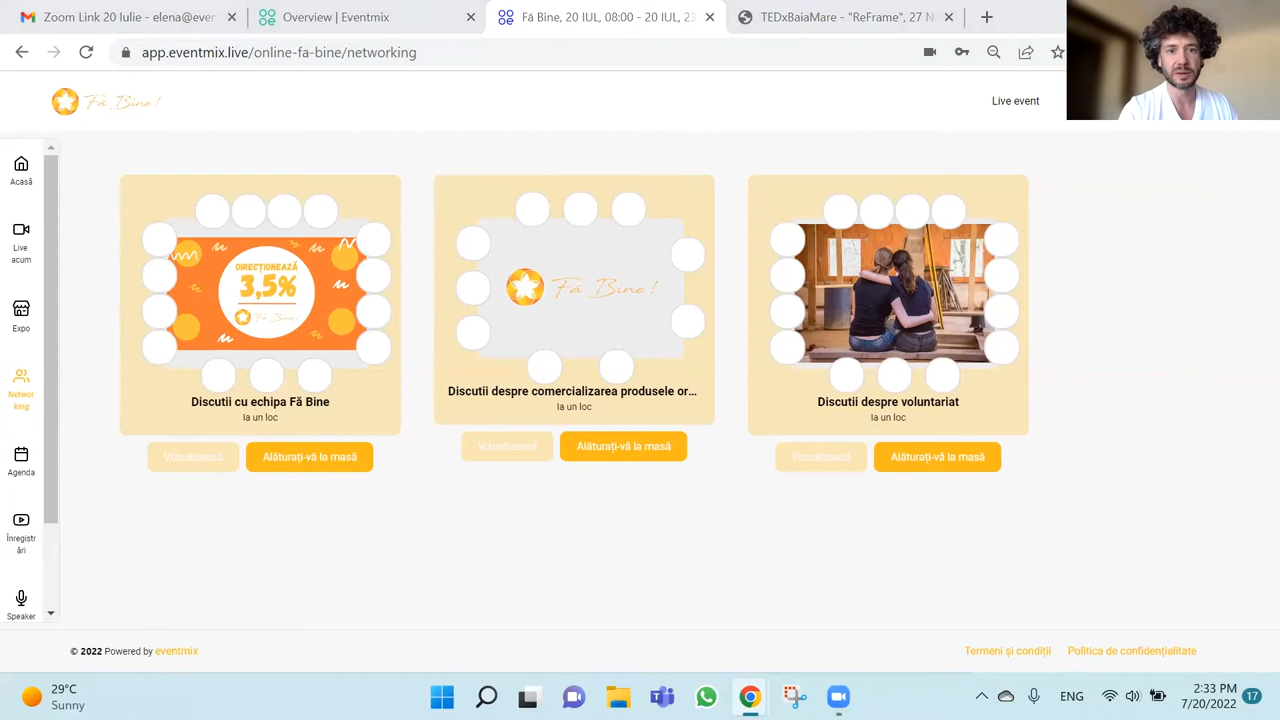 Zoom Link 20 Iulie - elena@even
Overview | Eventmix
Fă Bine, 20 IUL, 08:00 - 20 IUL, 23
TEDxBaiaMare - "ReFrame", 27 N
app.eventmix.live/online-fa-bine/networking
Fă Bine!
Live event
Acasă
Live
acum
Expo
Networ
king
Agenda
Înregistr
ări
Speaker
DIRECȚIONEAZĂ
3,5%
Fă Bine!
Discutii cu echipa Fă Bine
Ia un loc
Vizualizează
Alăturați-vă la masă
Fă Bine!
Discutii despre comercializarea produsele or...
Ia un loc
Vizualizează
Alăturați-vă la masă
Discutii despre voluntariat
Ia un loc
Vizualizează
Alăturați-vă la masă
© 2022 Powered by eventmix
Termeni și condiții
Politica de confidențialitate
29°C
Sunny
ENG
2:33 PM
7/20/2022
17